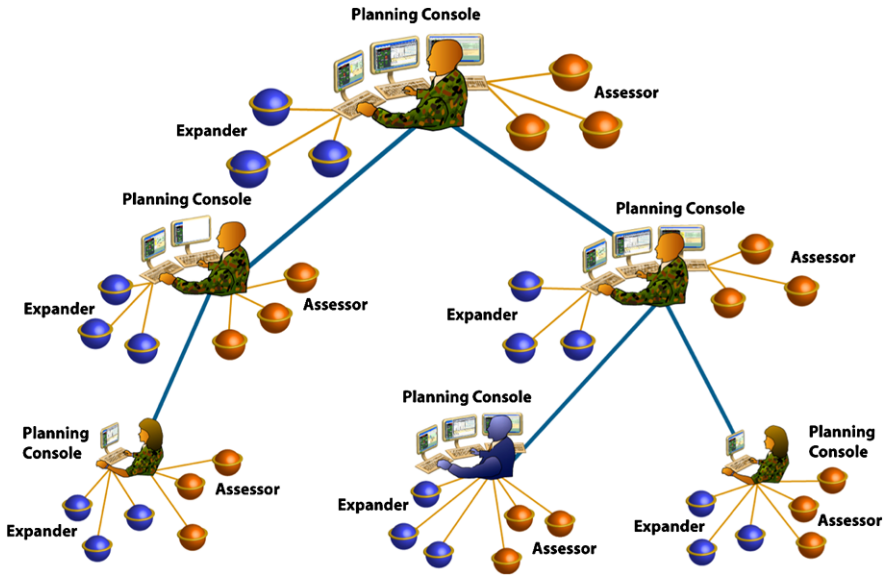 Planning Console
Assessor
Expander
Planning Console
Planning Console
Assessor
Expander
Assessor
Expander
Planning Console
Planning
Console
Planning
Console
Assessor
Expander
Assessor
Expander
Expander
Assessor